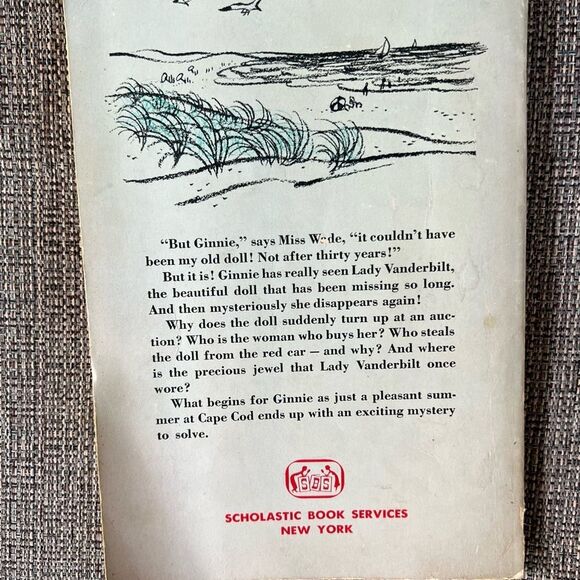 "But Ginnie," says Miss Wade, "it couldn't have
been my old doll! Not after thirty years!"
But it is! Ginnie has really seen Lady Vanderbilt,
the beautiful doll that has been missing so long.
And then mysteriously she disappears again!
Why does the doll suddenly turn up at an auc-
tion? Who is the woman who buys her? Who steals
the doll from the red car — and why? And where
is the precious jewel that Lady Vanderbilt once
wore?
What begins for Ginnie as just a pleasant sum-
mer at Cape Cod ends up with an exciting mystery
to solve.
SBS
SCHOLASTIC BOOK SERVICES
NEW YORK